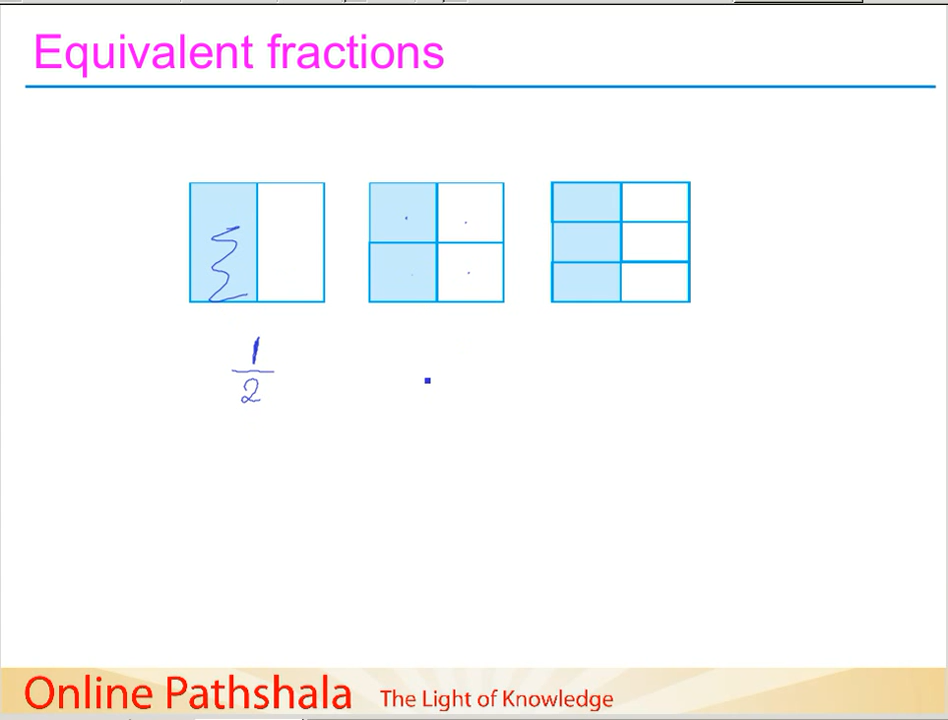 Equivalent fractions
1
2
Online Pathshala The Light of Knowledge